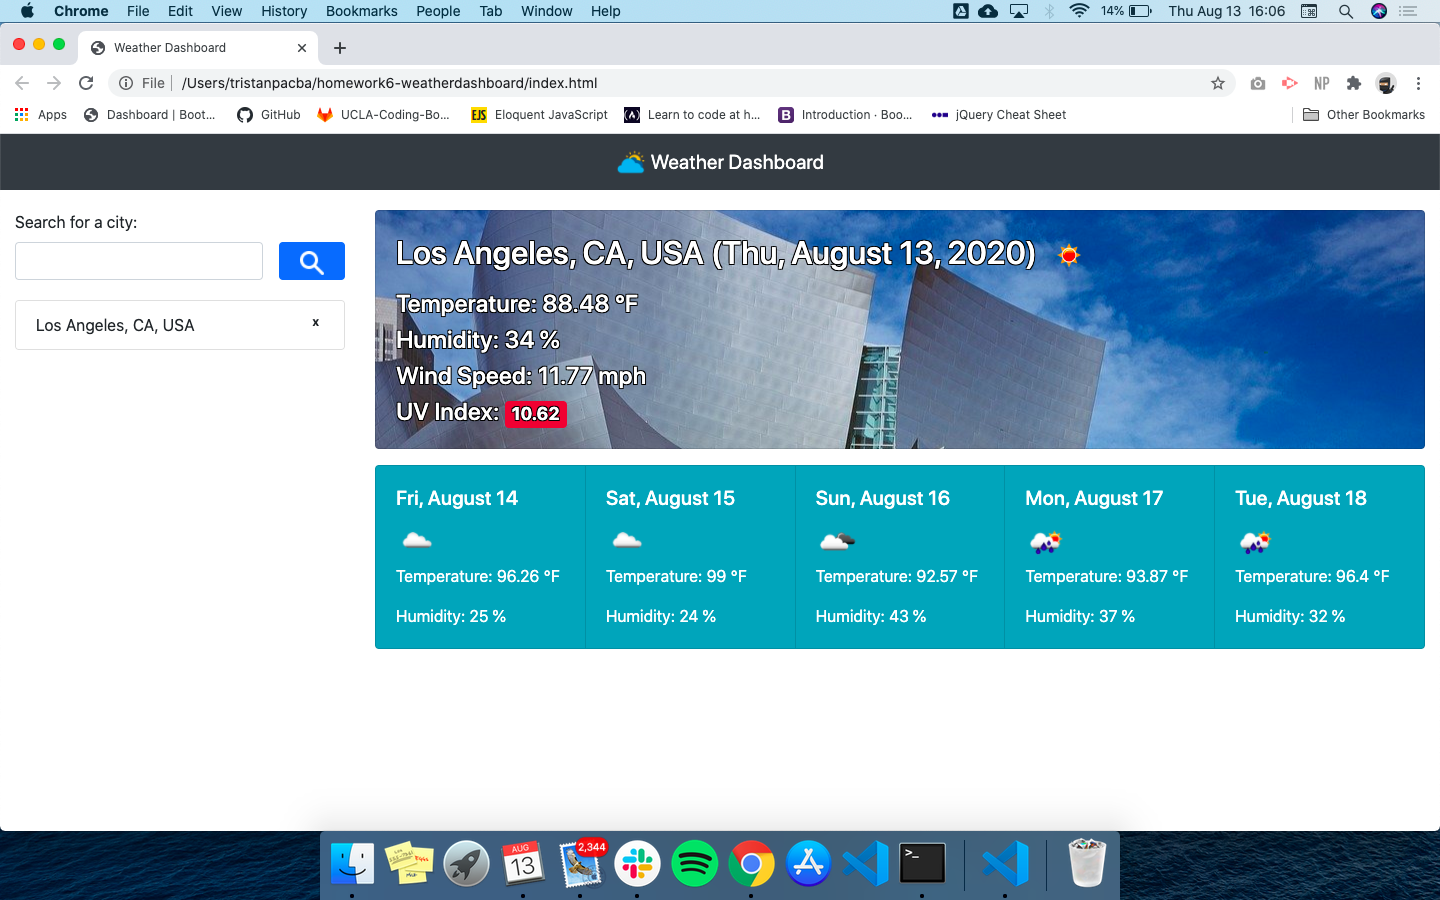 Chrome File Edit View History Bookmarks People Tab Window Help 14% Thu Aug 13 16:06
Weather Dashboard
File /Users/tristanpacba/homework6-weatherdashboard/index.html NP
Apps Dashboard | Boot... GitHub UCLA-Coding-Bo... EJS Eloquent JavaScript Learn to code at h... B Introduction · Boo... jQuery Cheat Sheet Other Bookmarks
Weather Dashboard
Search for a city:
Los Angeles, CA, USA x
Los Angeles, CA, USA (Thu, August 13, 2020)
Temperature: 88.48 °F
Humidity: 34 %
Wind Speed: 11.77 mph
UV Index: 10.62
Fri, August 14
Temperature: 96.26 °F
Humidity: 25 %
Sat, August 15
Temperature: 99 °F
Humidity: 24 %
Sun, August 16
Temperature: 92.57 °F
Humidity: 43 %
Mon, August 17
Temperature: 93.87 °F
Humidity: 37 %
Tue, August 18
Temperature: 96.4 °F
Humidity: 32 %
AUG
13
2,344
>_